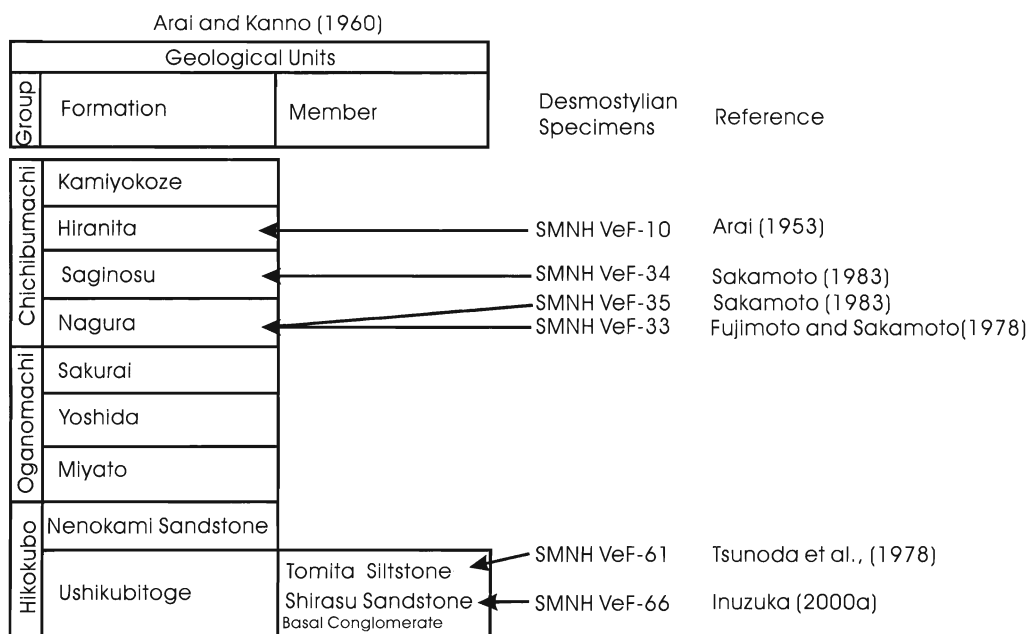 Arai and Kanno (1960)
Geological Units
Group
Formation
Member
Desmostylian
Specimens
Reference
Chichibumachi
Kamiyokoze
Hiranita
SMNH VeF-10
Arai (1953)
Saginosu
SMNH VeF-34
Sakamoto (1983)
SMNH VeF-35
Sakamoto (1983)
Nagura
SMNH VeF-33
Fujimoto and Sakamoto(1978)
Oganomachi
Sakurai
Yoshida
Miyato
Hikokubo
Nenokami Sandstone
Ushikubitoge
Tomita Siltstone
SMNH VeF-61
Tsunoda et al., (1978)
Shirasu Sandstone
SMNH VeF-66
Inuzuka (2000a)
Basal Conglomerate